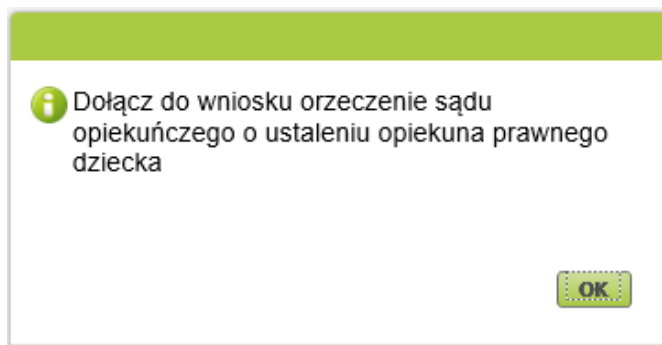 Dołącz do wniosku orzeczenie sądu
opiekuńczego o ustaleniu opiekuna prawnego
dziecka
OK